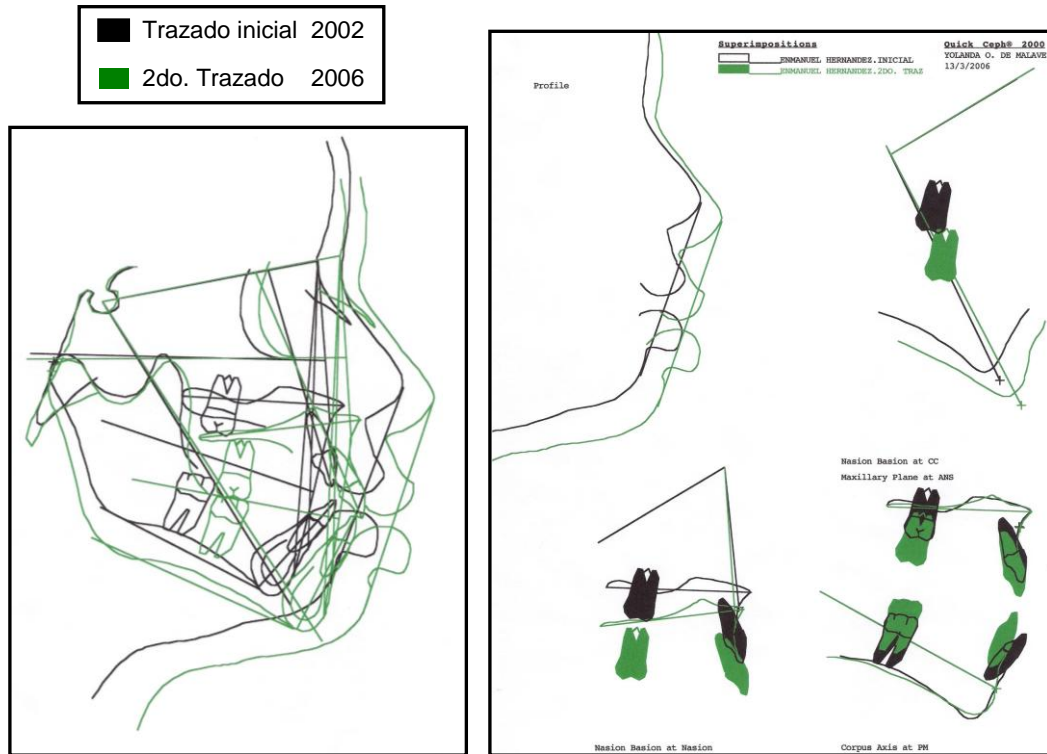 Trazado inicial 2002
2do. Trazado 2006
Superimpositions
ENMANUEL HERNANDEZ.INICIAL
ENMANUEL HERNANDEZ.2DO. TRAZ
Quick Ceph® 2000
YOLANDA O. DE MALAVE
13/3/2006
Profile
Nasion Basion at CC
Maxillary Plane at ANS
Nasion Basion at Nasion
Corpus Axis at PM